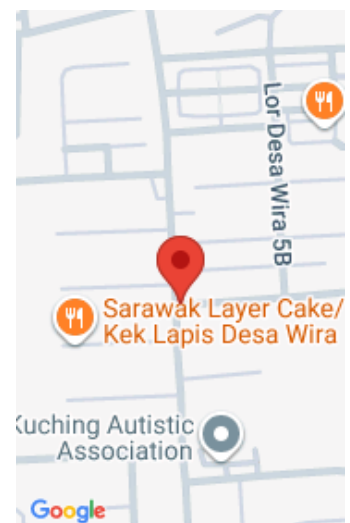 Lor Desa Wira 5B
Sarawak Layer Cake/
Kek Lapis Desa Wira
Kuching Autistic
Association
Google